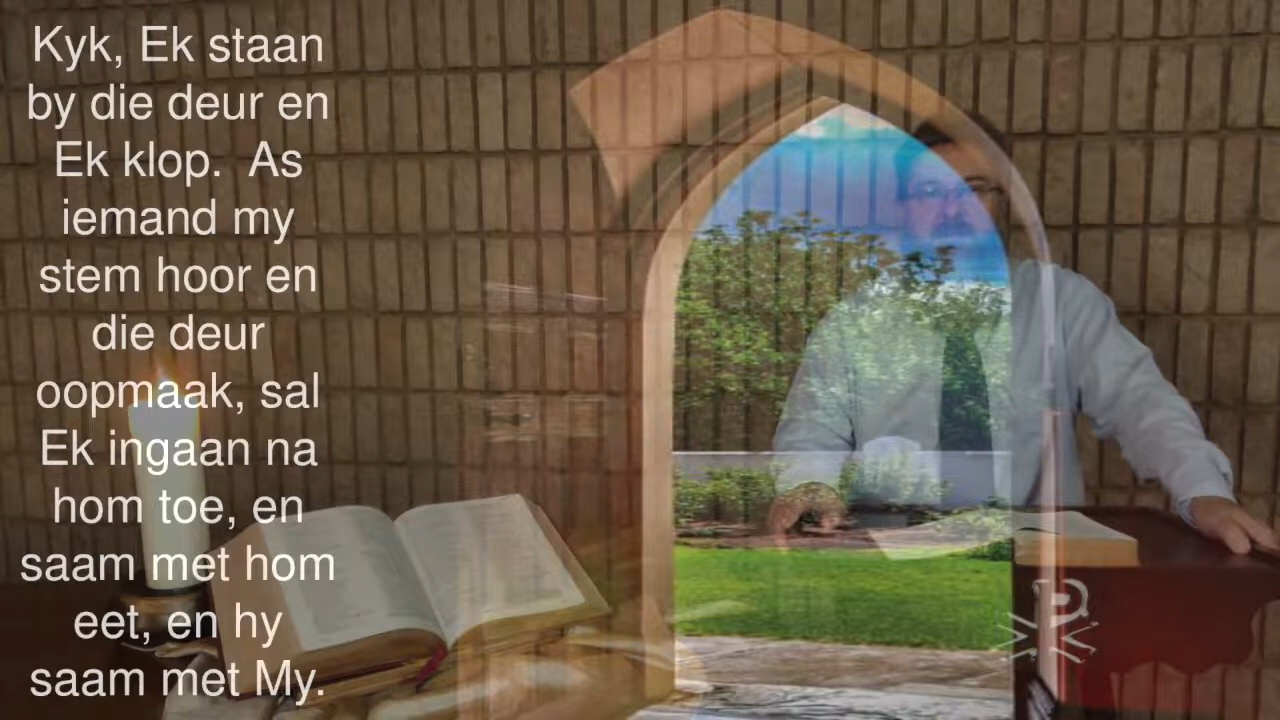 Kyk, Ek staan
by die deur en
Ek klop.  As
iemand my
stem hoor en
die deur
oopmaak, sal
Ek ingaan na
hom toe, en
saam met hom
eet, en hy
saam met My.